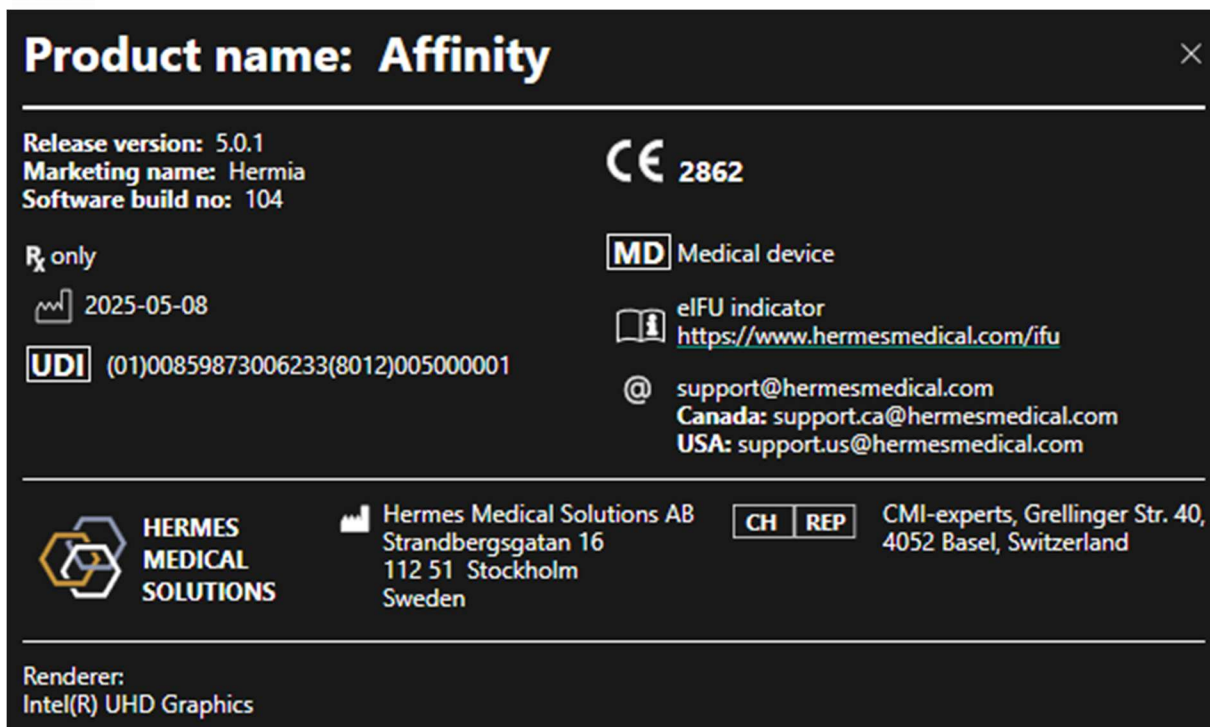 Product name: Affinity
Release version: 5.0.1
Marketing name: Hermia
Software build no: 104
Rx only
2025-05-08
UDI (01)00859873006233(8012)005000001
CE 2862
MD Medical device
eIFU indicator
https://www.hermesmedical.com/ifu
@ support@hermesmedical.com
Canada: support.ca@hermesmedical.com
USA: support.us@hermesmedical.com
HERMES
MEDICAL
SOLUTIONS
Hermes Medical Solutions AB
Strandbergsgatan 16
112 51 Stockholm
Sweden
CH REP
CMI-experts, Grellinger Str. 40,
4052 Basel, Switzerland
Renderer:
Intel(R) UHD Graphics